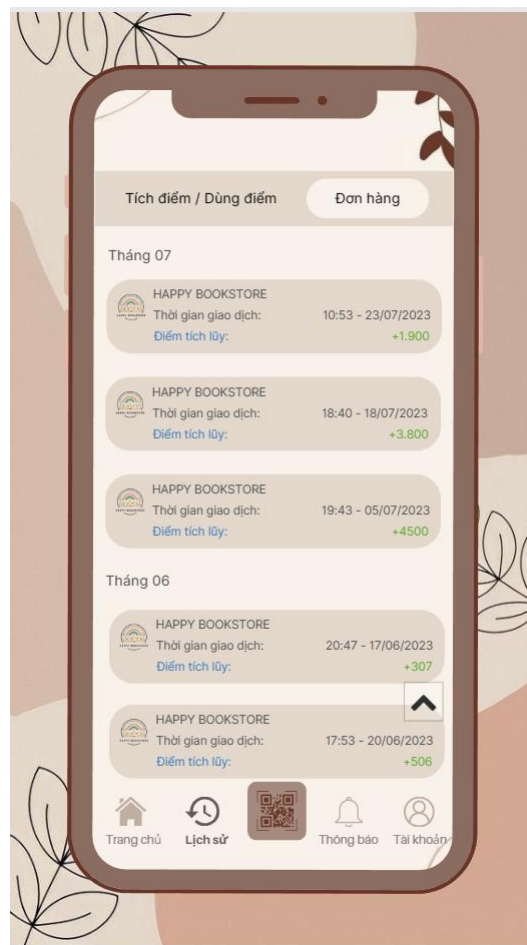 Tích điểm / Dùng điểm Đơn hàng
Tháng 07
HAPPY BOOKSTORE
Thời gian giao dịch: 10:53 - 23/07/2023
Điểm tích lũy: +1.900
HAPPY BOOKSTORE
Thời gian giao dịch: 18:40 - 18/07/2023
Điểm tích lũy: +3.800
HAPPY BOOKSTORE
Thời gian giao dịch: 19:43 - 05/07/2023
Điểm tích lũy: +4500
Tháng 06
HAPPY BOOKSTORE
Thời gian giao dịch: 20:47 - 17/06/2023
Điểm tích lũy: +307
HAPPY BOOKSTORE
Thời gian giao dịch: 17:53 - 20/06/2023
Điểm tích lũy: +506
Trang chủ Lịch sử Thông báo Tài khoản